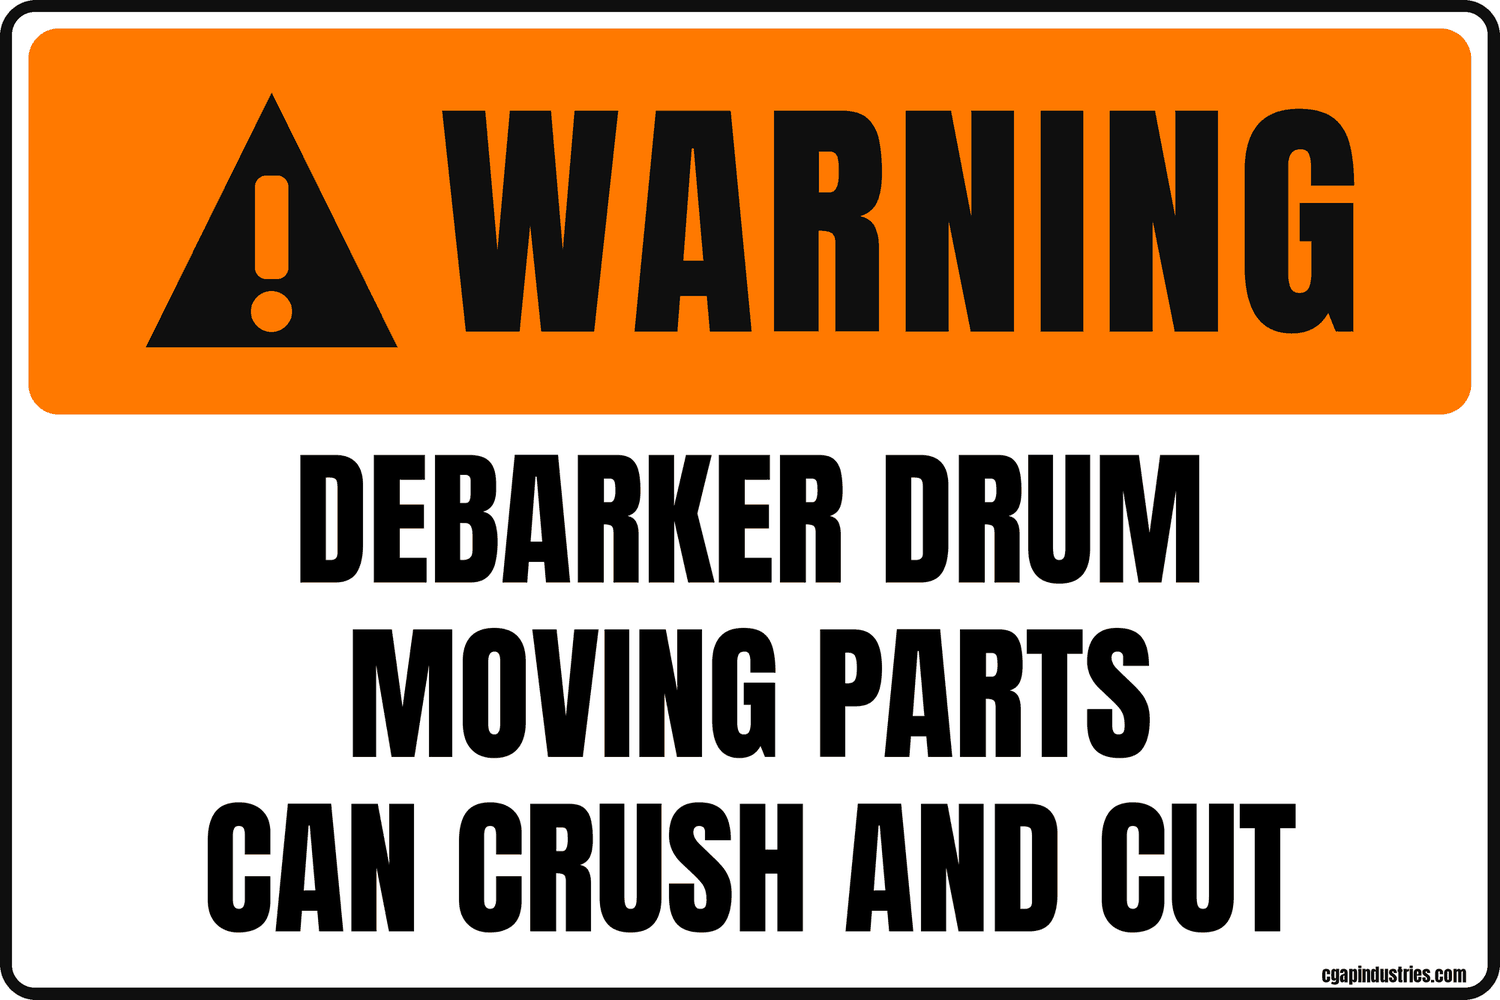 WARNING
DEBARKER DRUM
MOVING PARTS
CAN CRUSH AND CUT
cgapindustries.com